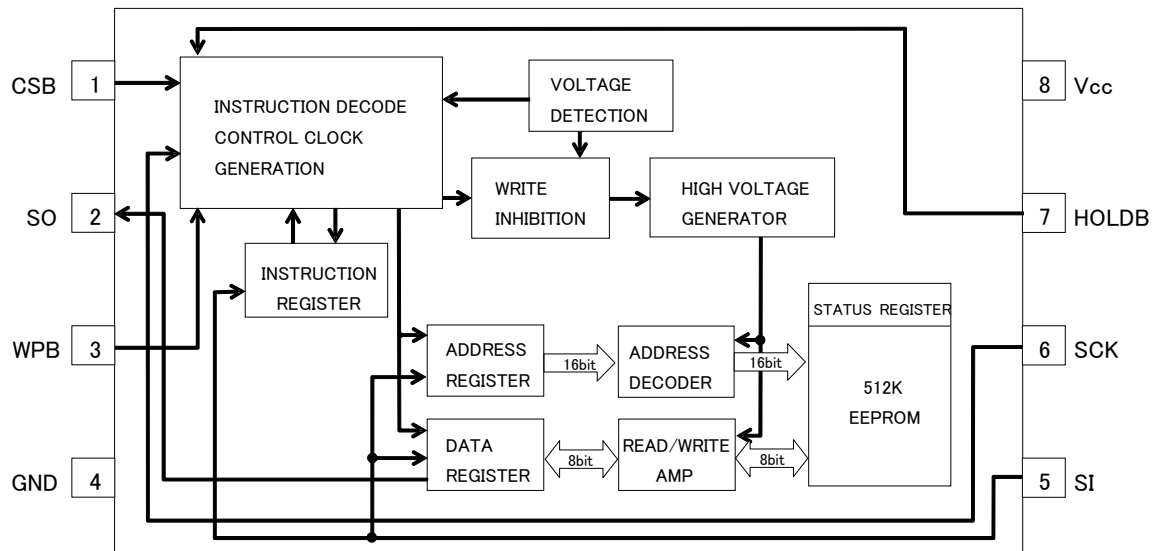 CSB 1
SO 2
WPB 3
GND 4
INSTRUCTION DECODE
CONTROL CLOCK
GENERATION
VOLTAGE
DETECTION
WRITE
INHIBITION
HIGH VOLTAGE
GENERATOR
INSTRUCTION
REGISTER
ADDRESS
REGISTER
16bit
ADDRESS
DECODER
16bit
DATA
REGISTER
8bit
READ/WRITE
AMP
8bit
STATUS REGISTER
512K
EEPROM
8 Vcc
7 HOLDB
6 SCK
5 SI